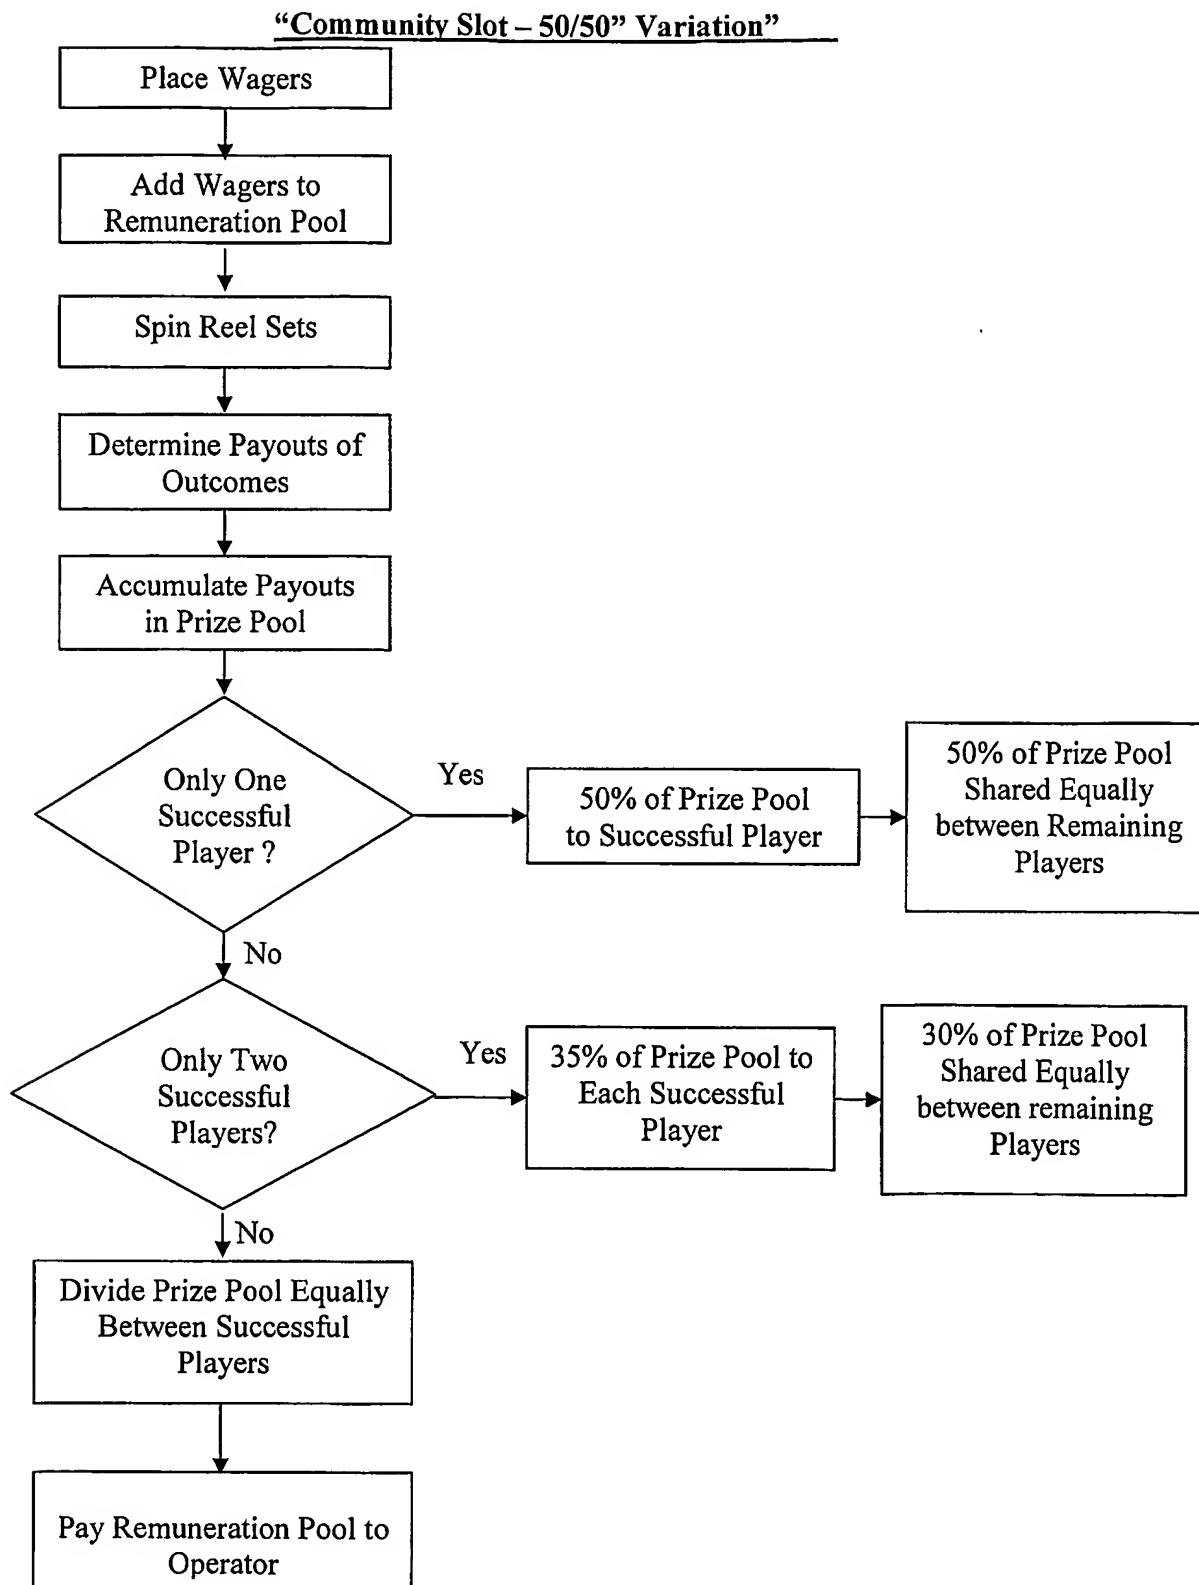 “Community Slot – 50/50” Variation”
Place Wagers
Add Wagers to
Remuneration Pool
Spin Reel Sets
Determine Payouts of
Outcomes
Accumulate Payouts
in Prize Pool
Only One
Successful
Player ?
Yes
50% of Prize Pool
to Successful Player
50% of Prize Pool
Shared Equally
between Remaining
Players
No
Only Two
Successful
Players?
Yes
35% of Prize Pool to
Each Successful
Player
30% of Prize Pool
Shared Equally
between remaining
Players
No
Divide Prize Pool Equally
Between Successful
Players
Pay Remuneration Pool to
Operator